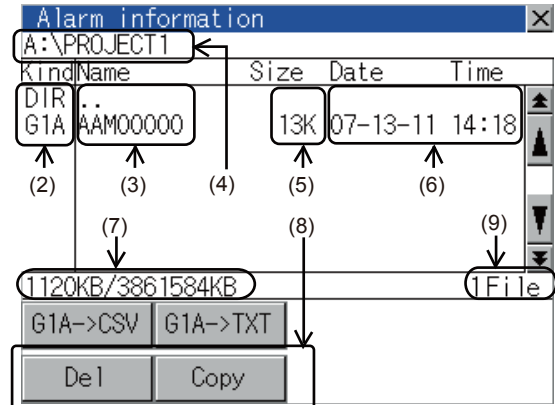 Alarm information
A:\PROJECT1
Kind Name Size Date Time
DIR ..
G1A AAM00000 13K 07-13-11 14:18
(2) (3) (4) (5) (6)
(7) (8) (9)
1120KB/3861584KB 1File
G1A->CSV G1A->TXT
Del Copy